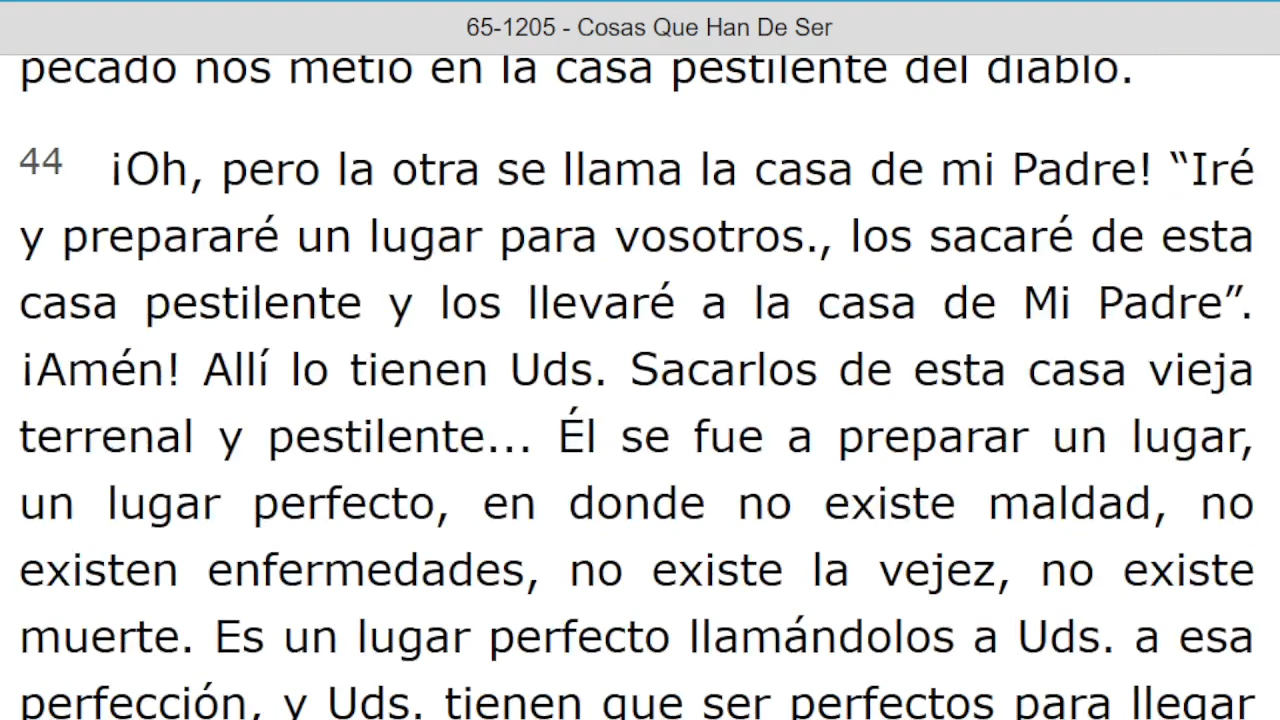 65-1205 - Cosas Que Han De Ser
pecado nos metió en la casa pestilente del diablo.
44 ¡Oh, pero la otra se llama la casa de mi Padre! “Iré
y prepararé un lugar para vosotros., los sacaré de esta
casa pestilente y los llevaré a la casa de Mi Padre”.
¡Amén! Allí lo tienen Uds. Sacarlos de esta casa vieja
terrenal y pestilente... Él se fue a preparar un lugar,
un lugar perfecto, en donde no existe maldad, no
existen enfermedades, no existe la vejez, no existe
muerte. Es un lugar perfecto llamándolos a Uds. a esa
perfección, y Uds. tienen que ser perfectos para llegar